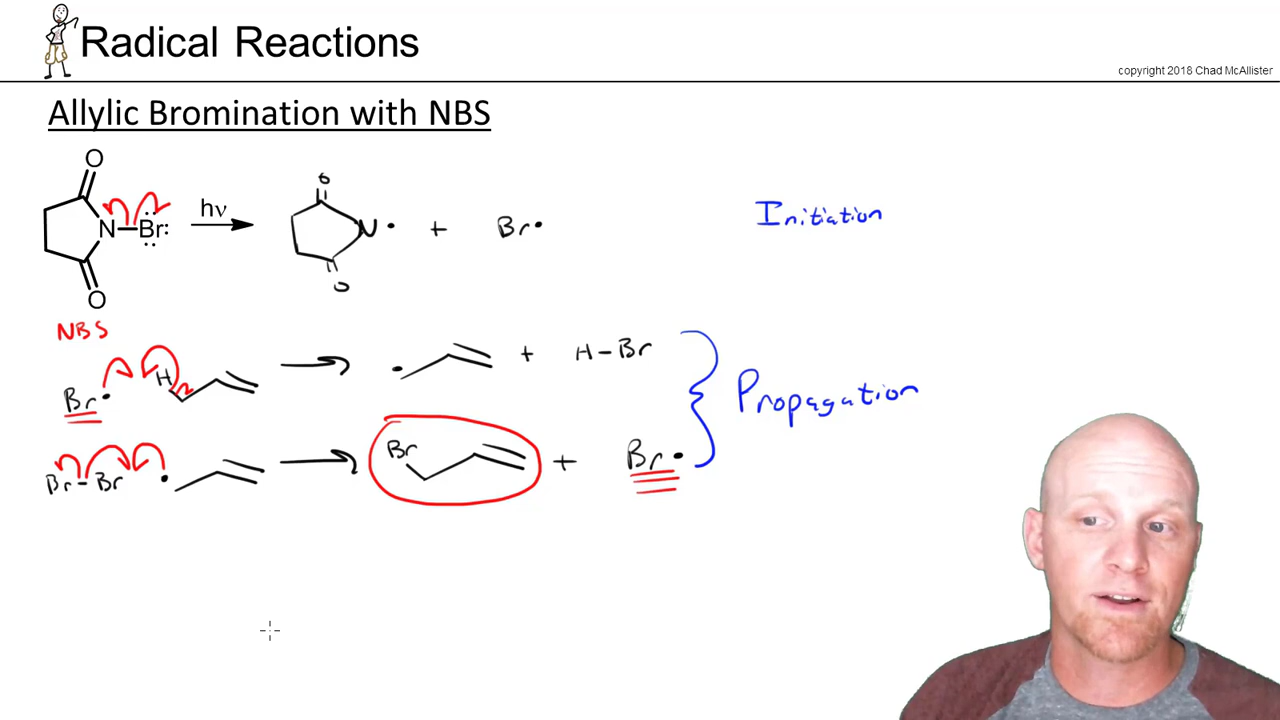 Radical Reactions
copyright 2018 Chad McAllister
Allylic Bromination with NBS
O
N Br: hν N• + Br• Initiation
O
O
O
NBS
Br• H → • + H-Br
Propagation
Br-Br • → Br + Br•